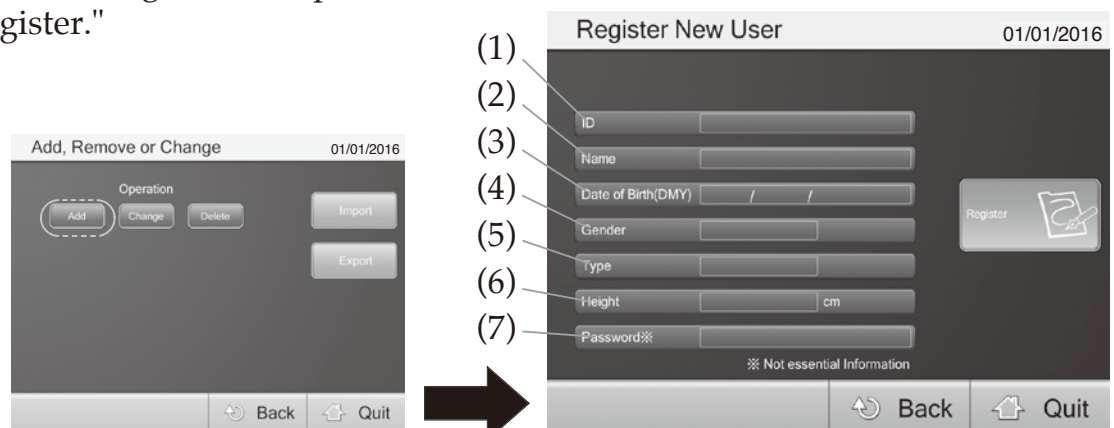 gister."
Add, Remove or Change 01/01/2016
Operation
Add Change Delete
Import
Export
Back Quit
Register New User 01/01/2016
(1)
(2)
(3)
(4)
(5)
(6)
(7)
ID
Name
Date of Birth(DMY) / /
Gender
Type
Height cm
Password※
※ Not essential Information
Register
Back Quit